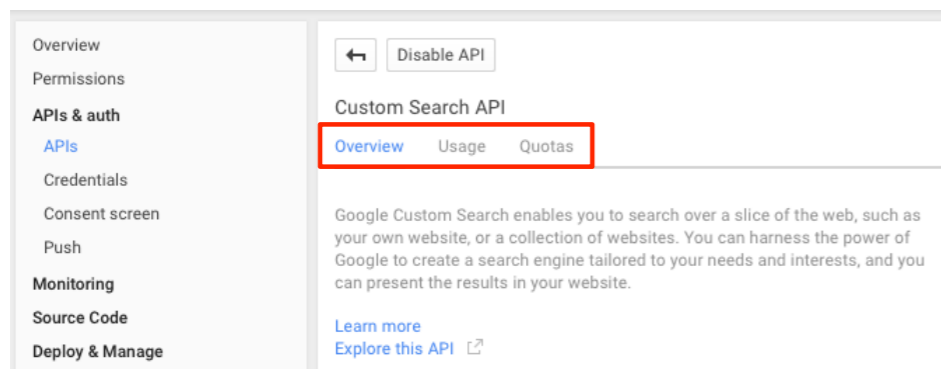 Overview
Permissions
APIs & auth
APIs
Credentials
Consent screen
Push
Monitoring
Source Code
Deploy & Manage
Disable API
Custom Search API
Overview Usage Quotas
Google Custom Search enables you to search over a slice of the web, such as
your own website, or a collection of websites. You can harness the power of
Google to create a search engine tailored to your needs and interests, and you
can present the results in your website.
Learn more
Explore this API